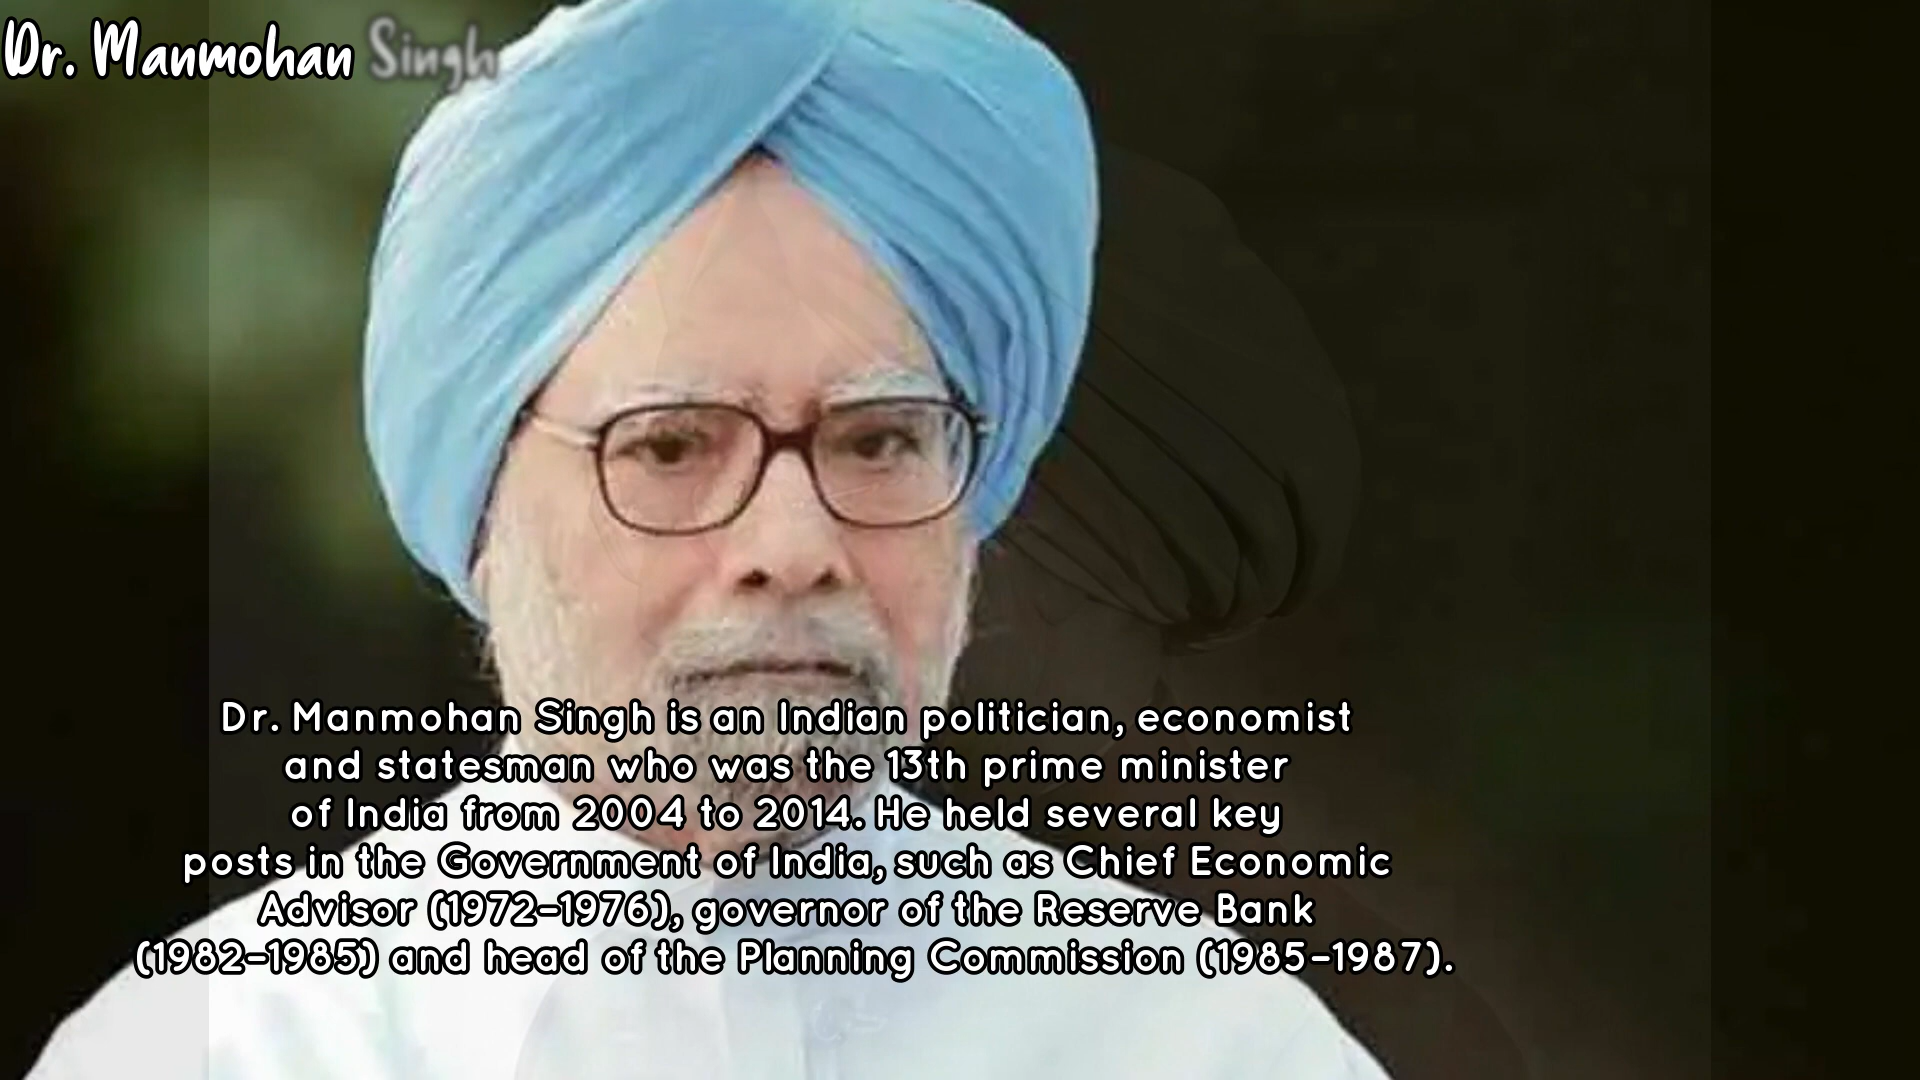 Dr. Manmohan Singh
Dr. Manmohan Singh is an Indian politician, economist
and statesman who was the 13th prime minister
of India from 2004 to 2014. He held several key
posts in the Government of India, such as Chief Economic
Advisor (1972–1976), governor of the Reserve Bank
(1982–1985) and head of the Planning Commission (1985–1987).